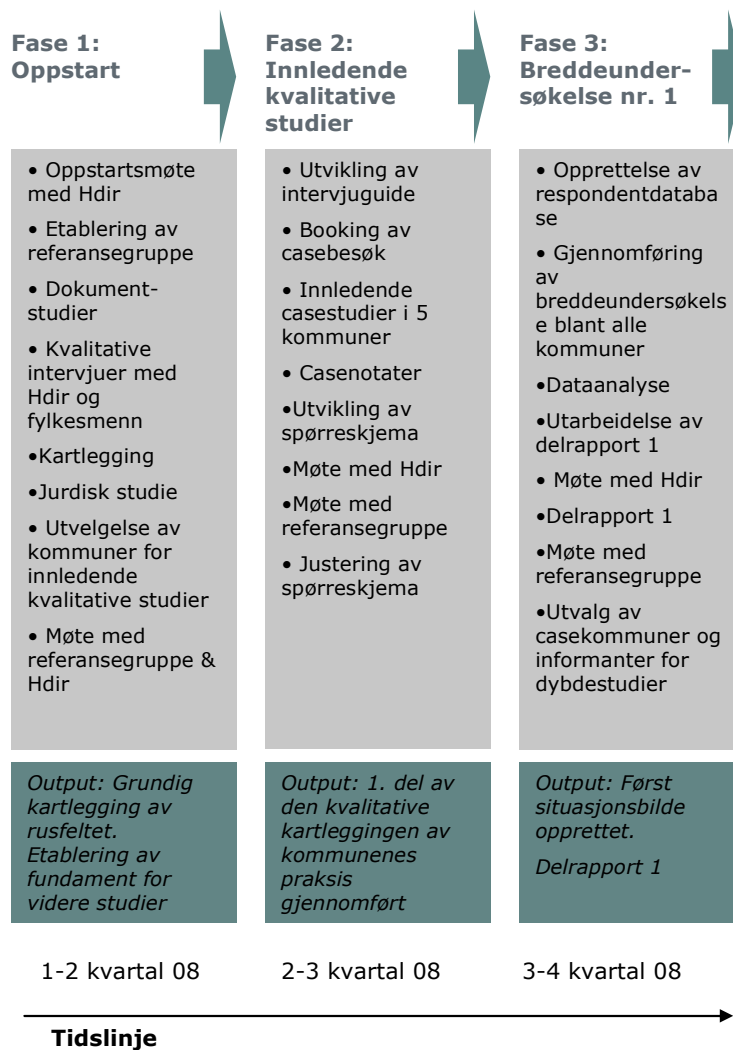 Fase 1:
Oppstart
• Oppstartsmøte
med Hdir
• Etablering av
referansegruppe
• Dokument-
studier
• Kvalitative
intervjuer med
Hdir og
fylkesmenn
•Kartlegging
•Jurdisk studie
• Utvelgelse av
kommuner for
innledende
kvalitative studier
• Møte med
referansegruppe &
Hdir
Output: Grundig
kartlegging av
rusfeltet.
Etablering av
fundament for
videre studier
1-2 kvartal 08
Fase 2:
Innledende
kvalitative
studier
• Utvikling av
intervjuguide
• Booking av
casebesøk
• Innledende
casestudier i 5
kommuner
• Casenotater
•Utvikling av
spørreskjema
•Møte med Hdir
•Møte med
referansegruppe
• Justering av
spørreskjema
Output: 1. del av
den kvalitative
kartleggingen av
kommunenes
praksis
gjennomført
2-3 kvartal 08
Fase 3:
Breddeunder-
søkelse nr. 1
• Opprettelse av
respondentdataba
se
• Gjennomføring
av
breddeundersøkels
e blant alle
kommuner
•Dataanalyse
•Utarbeidelse av
delrapport 1
• Møte med Hdir
•Delrapport 1
•Møte med
referansegruppe
•Utvalg av
casekommuner og
informanter for
dybdestudier
Output: Først
situasjonsbilde
opprettet.
Delrapport 1
3-4 kvartal 08
Tidslinje